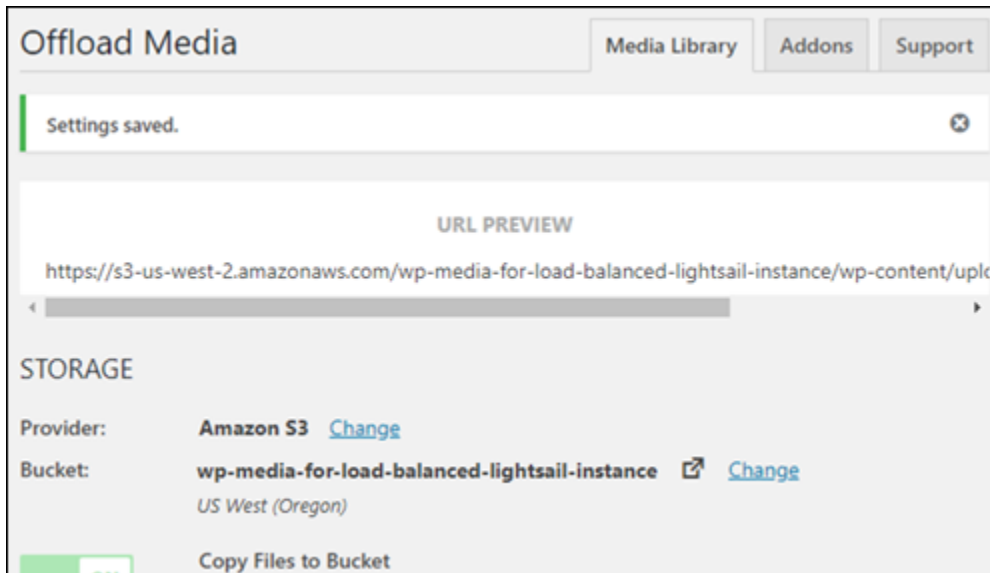 Offload Media
Media Library Addons Support
Settings saved.
URL PREVIEW
https://s3-us-west-2.amazonaws.com/wp-media-for-load-balanced-lightsail-instance/wp-content/uplo
STORAGE
Provider: Amazon S3 Change
Bucket: wp-media-for-load-balanced-lightsail-instance Change
US West (Oregon)
Copy Files to Bucket